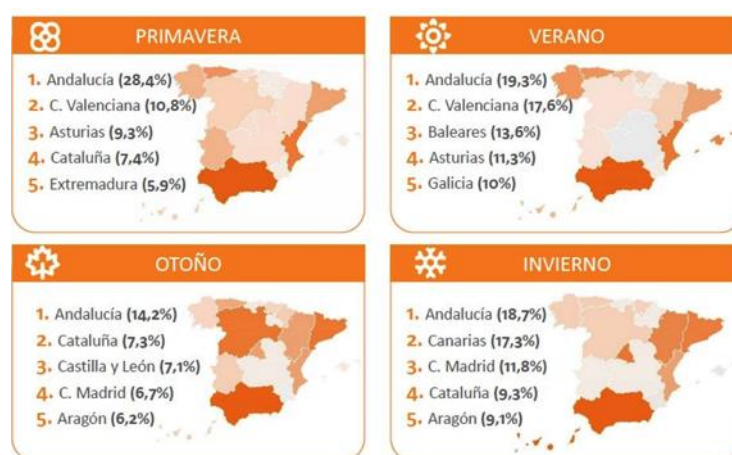 PRIMAVERA
1. Andalucía (28,4%)
2. C. Valenciana (10,8%)
3. Asturias (9,3%)
4. Cataluña (7,4%)
5. Extremadura (5,9%)
VERANO
1. Andalucía (19,3%)
2. C. Valenciana (17,6%)
3. Baleares (13,6%)
4. Asturias (11,3%)
5. Galicia (10%)
OTOÑO
1. Andalucía (14,2%)
2. Cataluña (7,3%)
3. Castilla y León (7,1%)
4. C. Madrid (6,7%)
5. Aragón (6,2%)
INVIERNO
1. Andalucía (18,7%)
2. Canarias (17,3%)
3. C. Madrid (11,8%)
4. Cataluña (9,3%)
5. Aragón (9,1%)